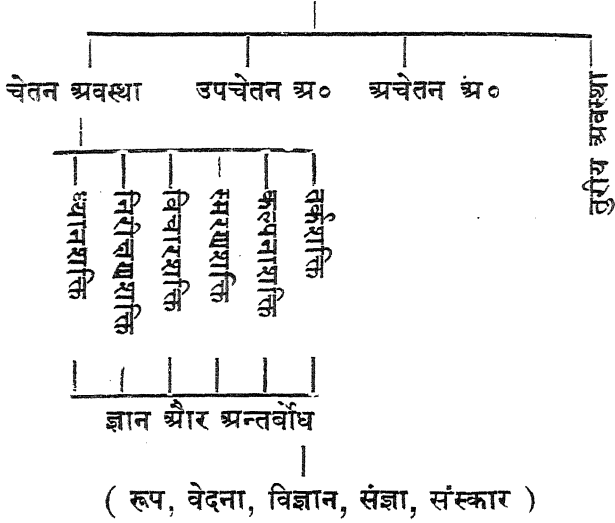 चेतन अवस्था उपचेतन अ० अचेतन अं० तुरीय अवस्था
ध्यानशक्ति
निरीक्षणशक्ति
विचारशक्ति
स्मरणशक्ति
कल्पनाशक्ति
तर्कशक्ति
ज्ञान और अन्तर्बोध
( रूप, वेदना, विज्ञान, संज्ञा, संस्कार )